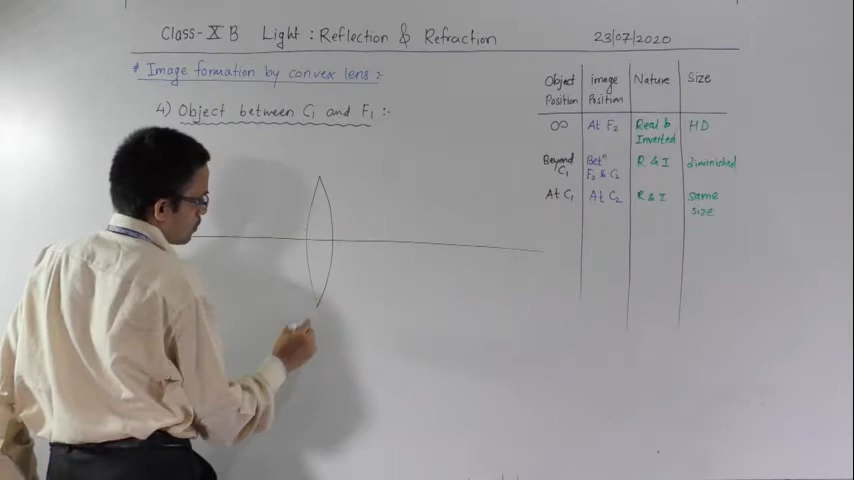 Class-X B Light : Reflection & Refraction 23/07/2020
* Image formation by convex lens :-
4) Object between C₁ and F₁ :-
Object Position
image Position
Nature
Size
∞
At F₂
Real &
Inverted
HD
Beyond
C₁
Betⁿ
F₂ & C₂
R & I
diminished
At C₁
At C₂
R & I
same
size